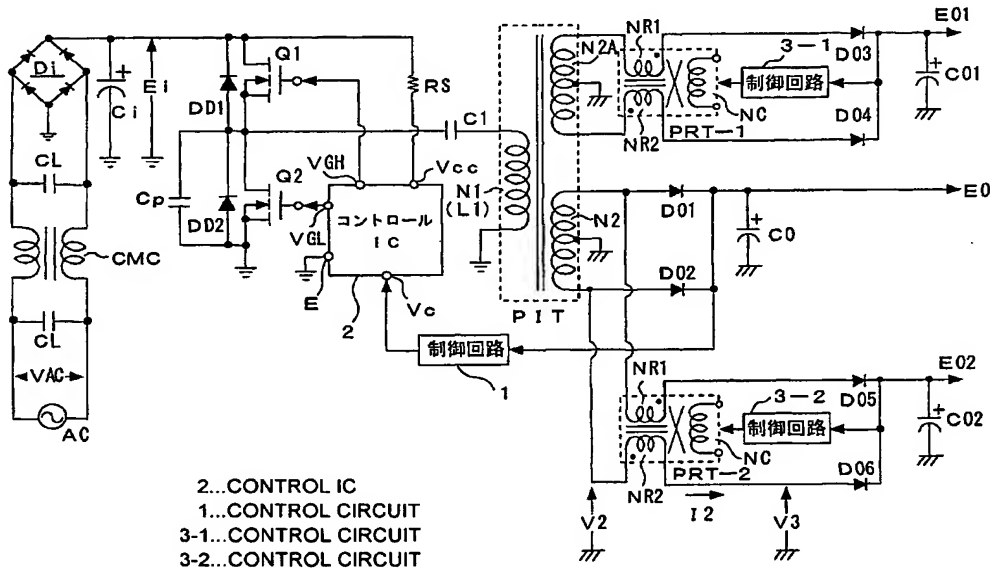 Di
Ci
Ei
CL
CMC
CL
VAC
AC
Q1
DD1
Cp
Q2
DD2
VGH
VGL
E
RS
Vcc
コントロール
IC
2
Vc
C1
N1
(L1)
PIT
N2A
N2
NR1
NR2
PRT-1
NC
3-1
制御回路
D03
D04
E01
C01
D01
D02
E0
C0
制御回路
1
NR1
NR2
PRT-2
NC
3-2
制御回路
D05
D06
E02
C02
V2
I2
V3
2...CONTROL IC
1...CONTROL CIRCUIT
3-1...CONTROL CIRCUIT
3-2...CONTROL CIRCUIT